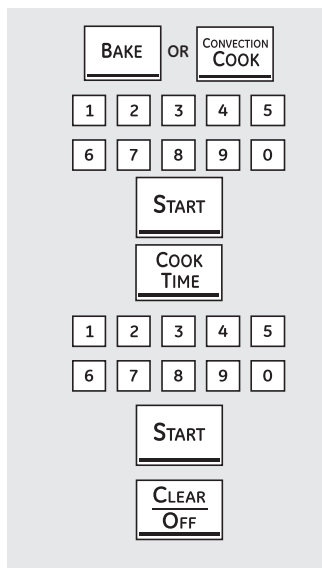 BAKE OR CONVECTION COOK
1 2 3 4 5
6 7 8 9 0
START
COOK
TIME
1 2 3 4 5
6 7 8 9 0
START
CLEAR
OFF